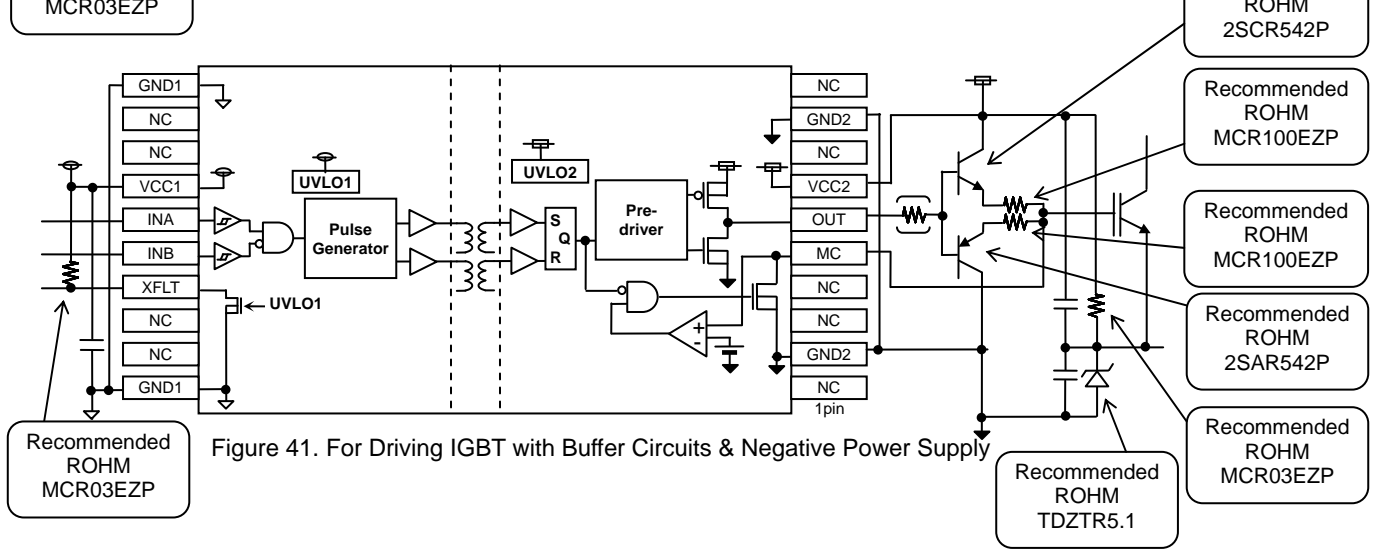 MCR03EZP
ROHM
2SCR542P
GND1
NC
NC
VCC1
INA
INB
XFLT
NC
NC
GND1
UVLO1
Pulse
Generator
UVLO1
UVLO2
S
Q
R
Pre-
driver
+
-
NC
GND2
NC
VCC2
OUT
MC
NC
NC
GND2
NC
1pin
Recommended
ROHM
MCR100EZP
Recommended
ROHM
MCR100EZP
Recommended
ROHM
2SAR542P
Recommended
ROHM
MCR03EZP
Recommended
ROHM
TDZTR5.1
Recommended
ROHM
MCR03EZP
Figure 41. For Driving IGBT with Buffer Circuits & Negative Power Supply